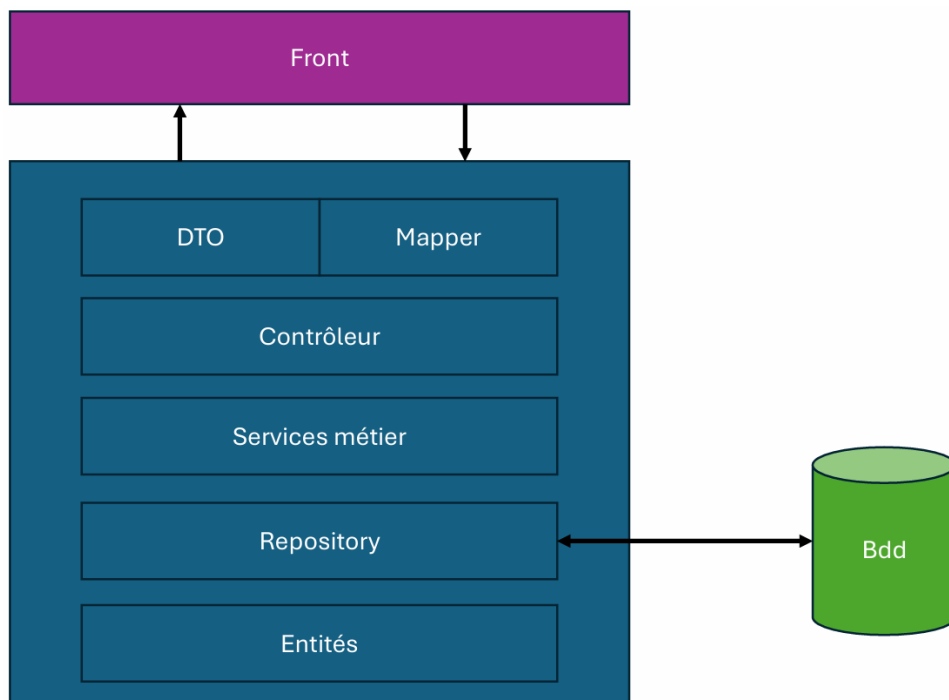 Front
DTO
Mapper
Contrôleur
Services métier
Repository
Bdd
Entités